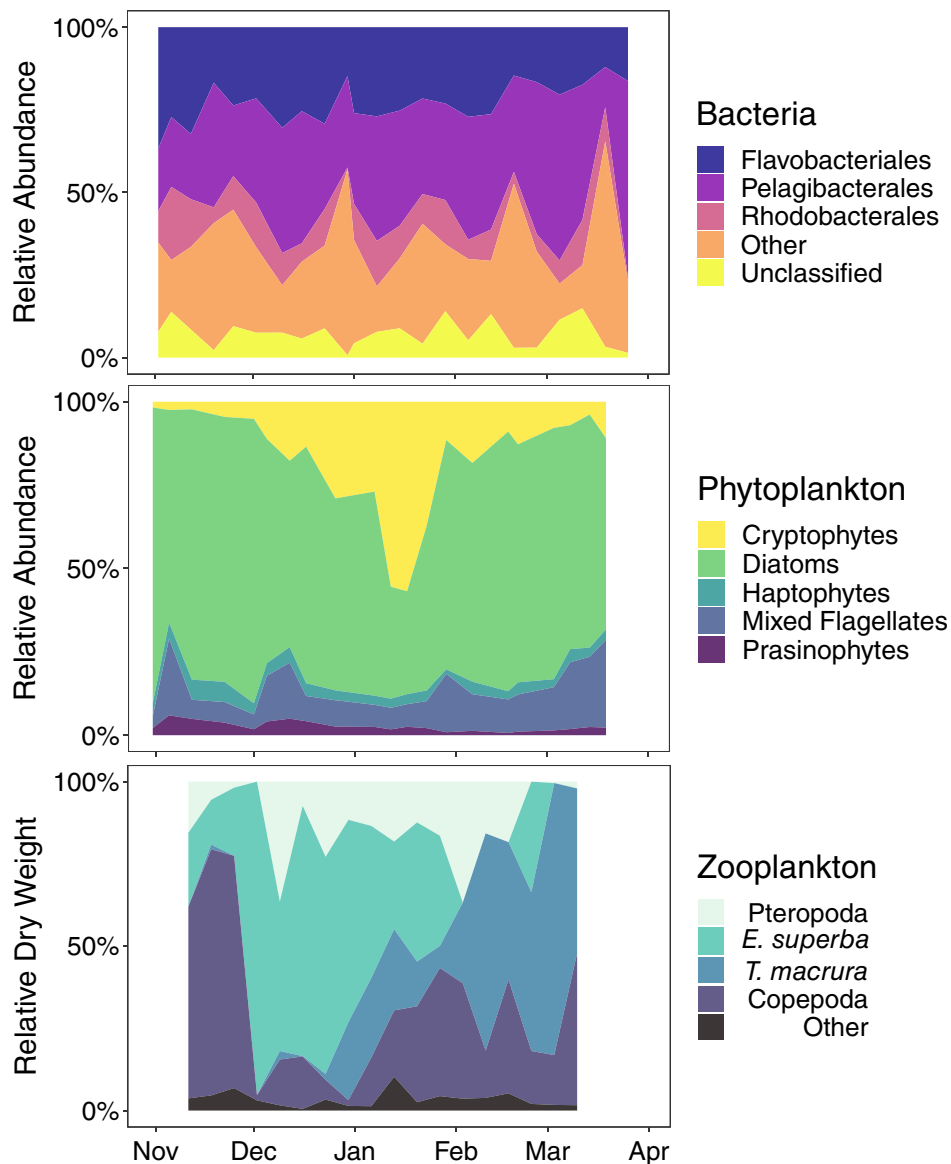 100%
50%
0%
Relative Abundance
Bacteria
Flavobacteriales
Pelagibacterales
Rhodobacterales
Other
Unclassified
100%
50%
0%
Relative Abundance
Phytoplankton
Cryptophytes
Diatoms
Haptophytes
Mixed Flagellates
Prasinophytes
100%
50%
0%
Relative Dry Weight
Zooplankton
Pteropoda
E. superba
T. macrura
Copepoda
Other
Nov Dec Jan Feb Mar Apr